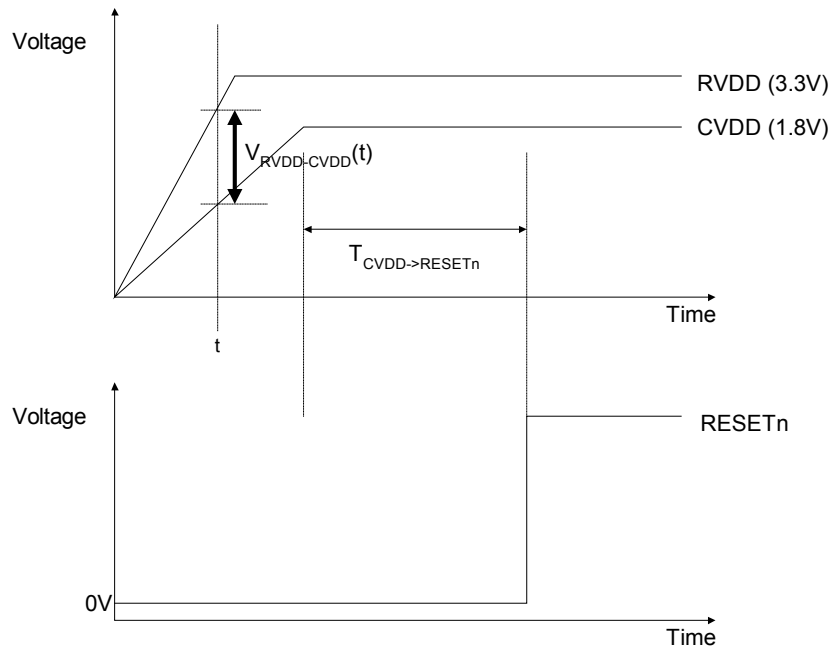 Voltage
RVDD (3.3V)
CVDD (1.8V)
VRVDD-CVDD(t)
TCVDD->RESETn
Time
t
Voltage
RESETn
0V
Time